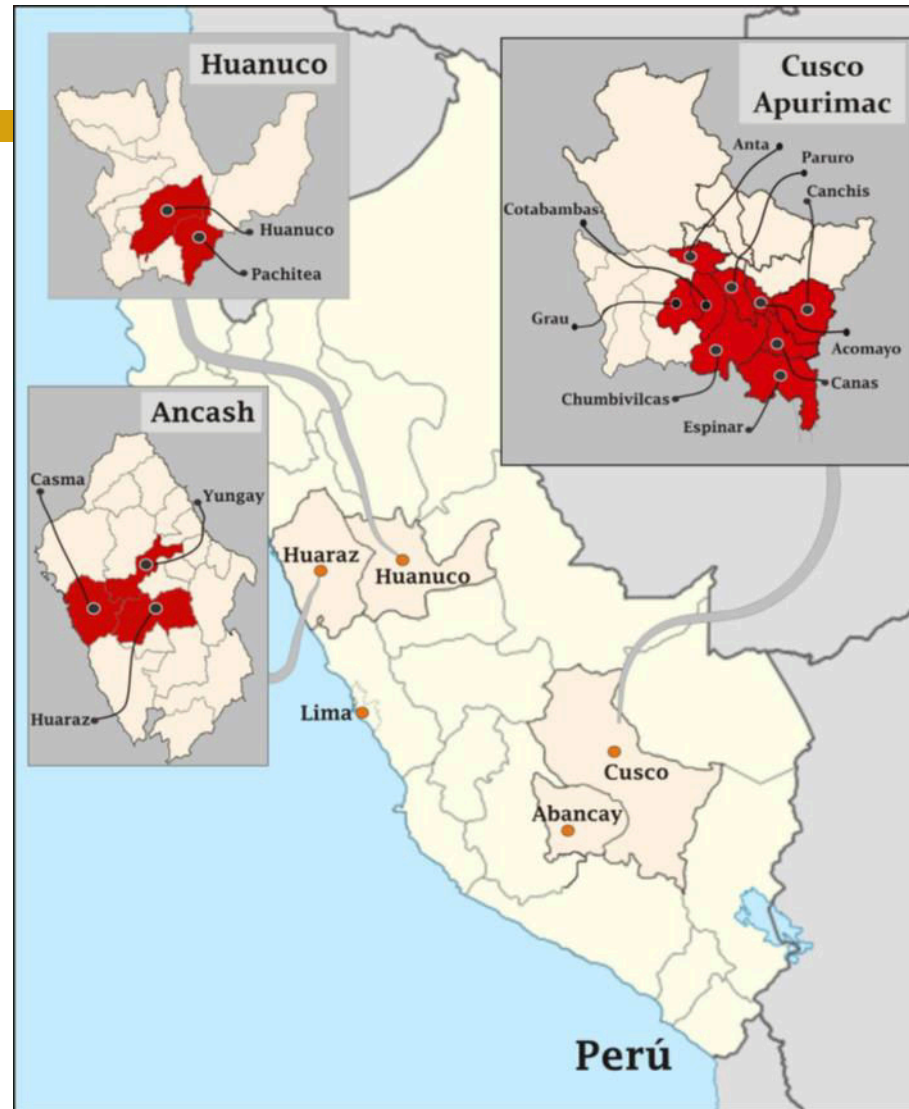 Huanuco
Huanuco
Pachitea
Cusco
Apurimac
Anta
Paruro
Canchis
Cotabambas
Grau
Acomayo
Canas
Chumbivilcas
Espinar
Ancash
Casma
Yungay
Huaraz
Huaraz
Huanuco
Lima
Cusco
Abancay
Perú